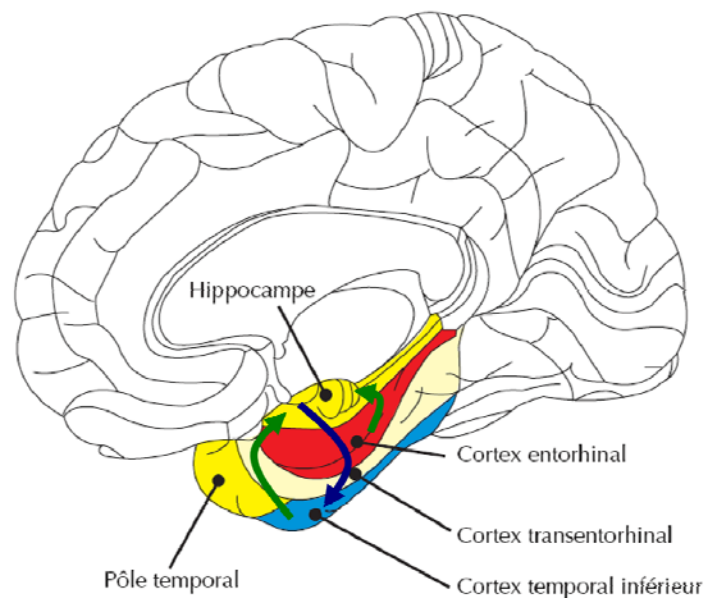 Hippocampe
Cortex entorhinal
Cortex transentorhinal
Pôle temporal
Cortex temporal inférieur